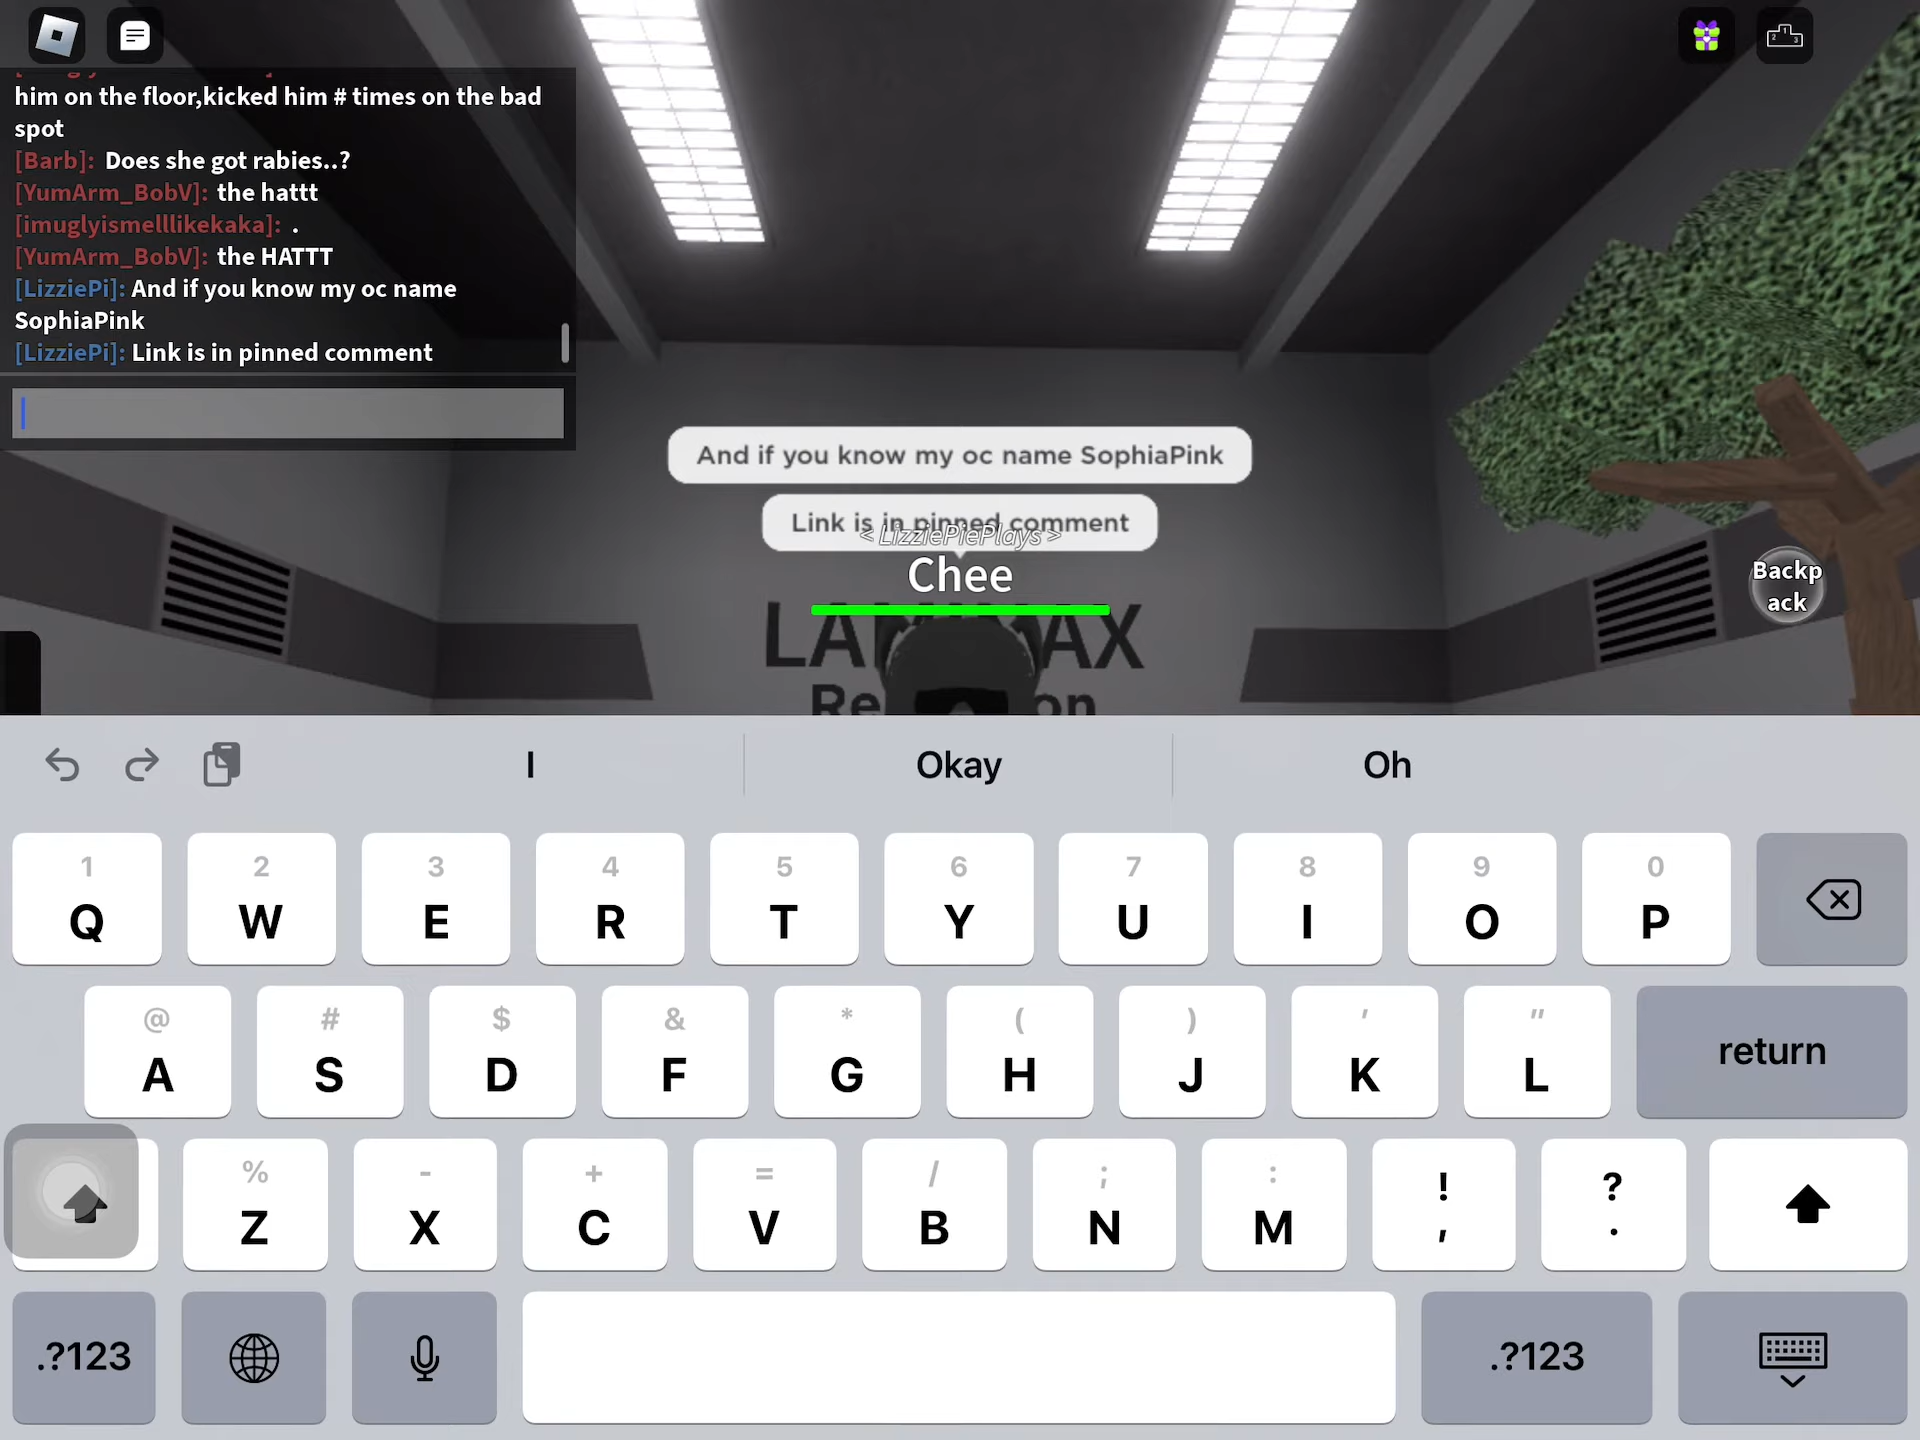 him on the floor,kicked him # times on the bad
spot
[Barb]: Does she got rabies..?
[YumArm_BobV]: the hattt
[imuglyismelllikekaka]: .
[YumArm_BobV]: the HATTT
[LizziePi]: And if you know my oc name
SophiaPink
[LizziePi]: Link is in pinned comment
And if you know my oc name SophiaPink
Link is in pinned comment
< LizziePiePlays >
Chee
Backp
ack
I Okay Oh
1 2 3 4 5 6 7 8 9 0
Q W E R T Y U I O P
@ # $ & * ( ) ' "
A S D F G H J K L return
% - + = / ; : ! ?
Z X C V B N M , .
.?123 .?123